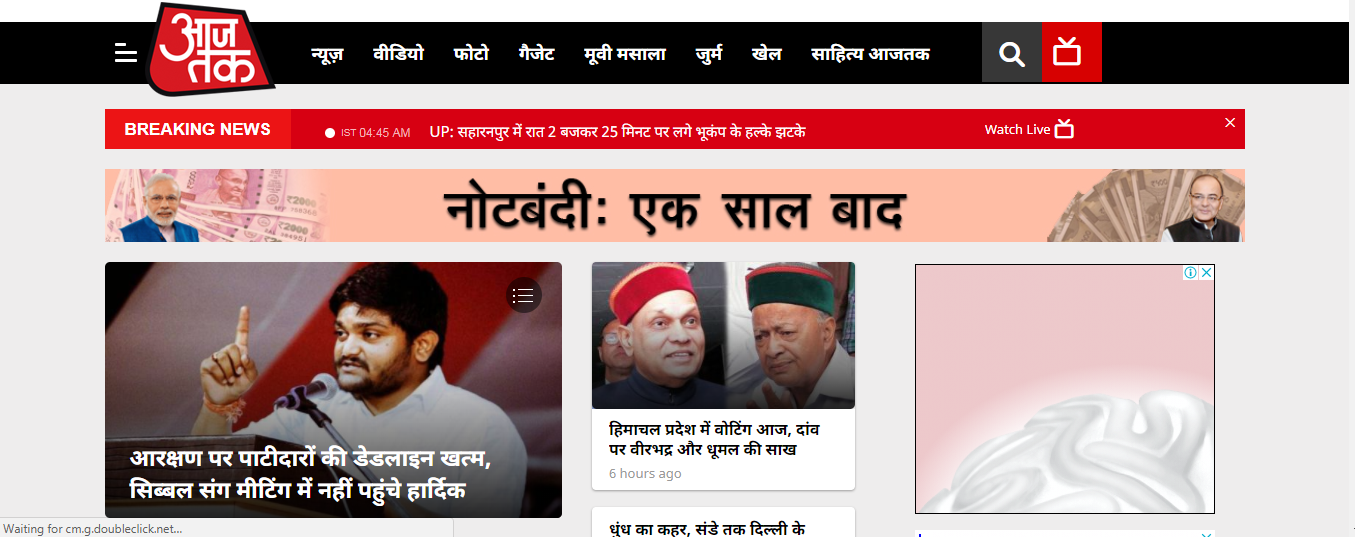 आज
तक
न्यूज़ वीडियो फोटो गैजेट मूवी मसाला जुर्म खेल साहित्य आजतक
BREAKING NEWS IST 04:45 AM UP: सहारनपुर में रात 2 बजकर 25 मिनट पर लगे भूकंप के हल्के झटके Watch Live
नोटबंदी: एक साल बाद
आरक्षण पर पाटीदारों की डेडलाइन खत्म,
सिब्बल संग मीटिंग में नहीं पहुंचे हार्दिक
हिमाचल प्रदेश में वोटिंग आज, दांव
पर वीरभद्र और धूमल की साख
6 hours ago
धुंध का कहर, संडे तक दिल्ली के
Waiting for cm.g.doubleclick.net...